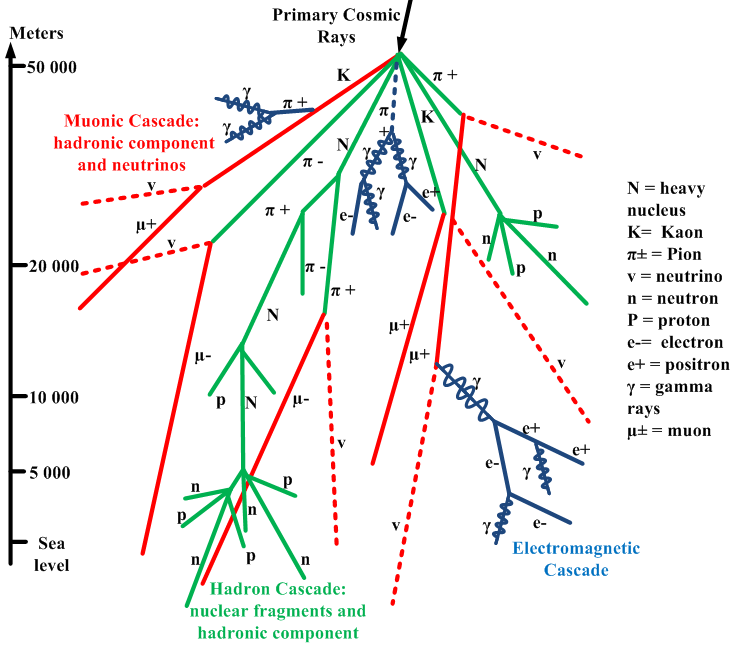 Primary Cosmic
Rays
Meters
50 000
20 000
10 000
5 000
Sea
level
Muonic Cascade:
hadronic component
and neutrinos
K
π +
γ
π +
γ
π
+
K
N
π -
N
γ
γ
γ
e-
e-
e+
v
v
v
μ+
π +
π -
π +
p
n
p
n
N
μ-
μ+
μ+
p
N
μ-
v
v
γ
e+
e+
e-
γ
γ
e-
v
n
p
n
p
p
n
n
N = heavy
nucleus
K= Kaon
π± = Pion
v = neutrino
n = neutron
P = proton
e-= electron
e+ = positron
γ = gamma
rays
μ± = muon
Electromagnetic
Cascade
Hadron Cascade:
nuclear fragments and
hadronic component